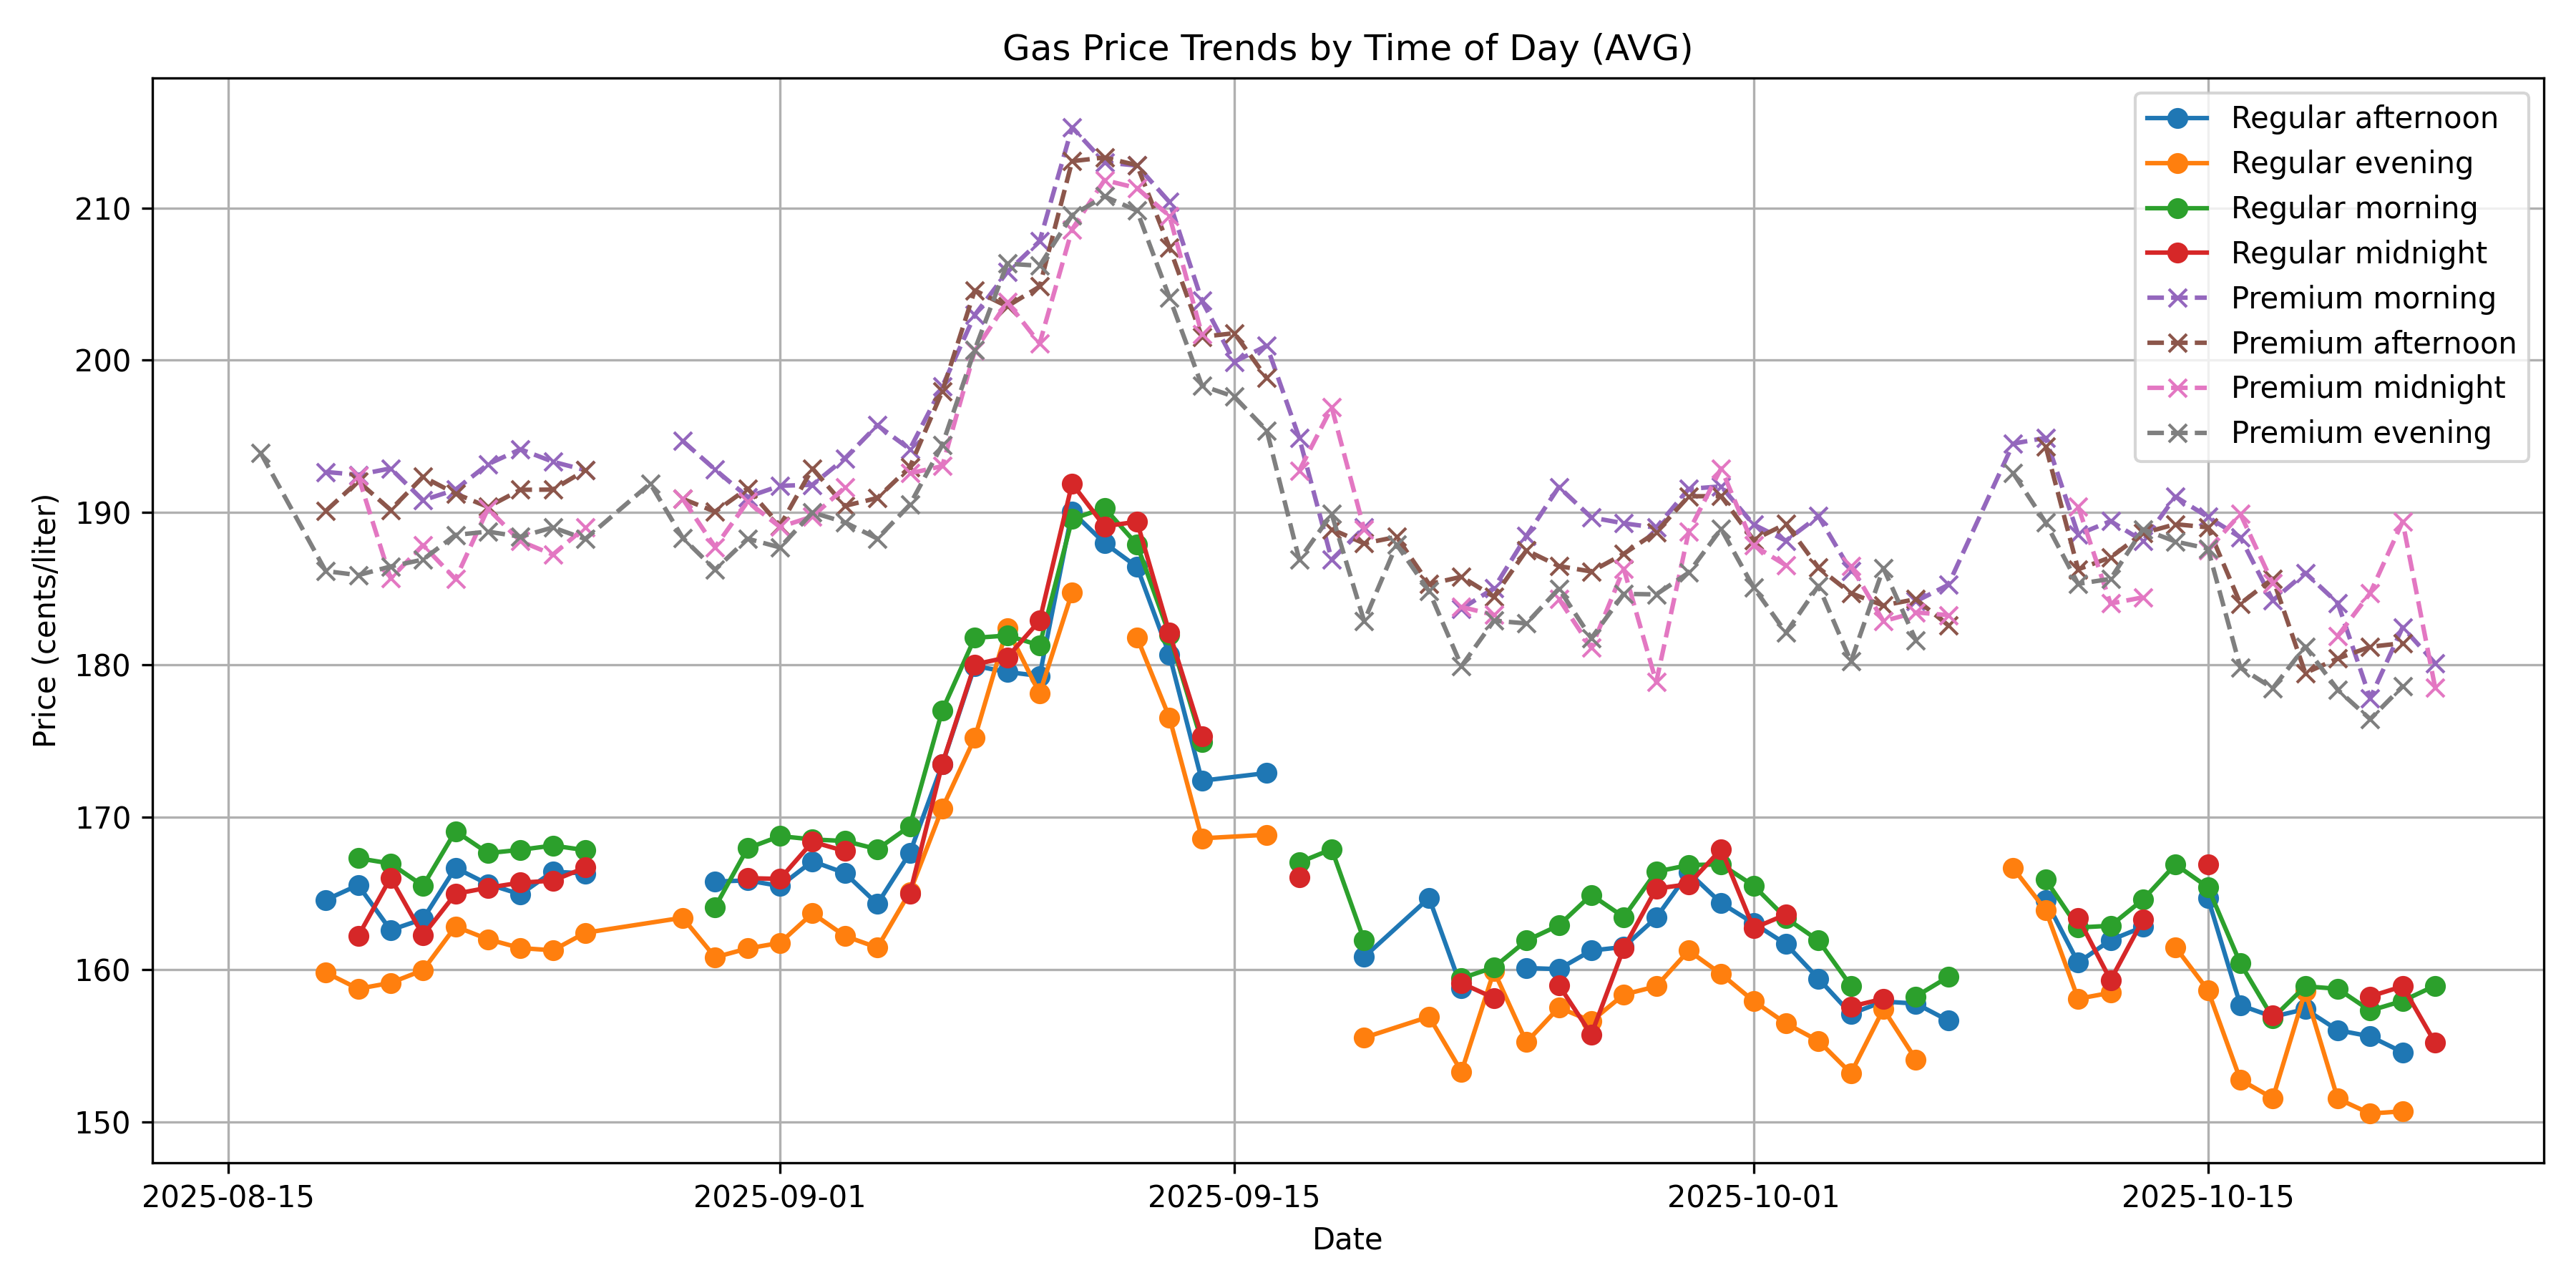 Gas Price Trends by Time of Day (AVG)
Regular afternoon
Regular evening
Regular morning
Regular midnight
Premium morning
Premium afternoon
Premium midnight
Premium evening
Price (cents/liter)
210
200
190
180
170
160
150
2025-08-15
2025-09-01
2025-09-15
2025-10-01
2025-10-15
Date